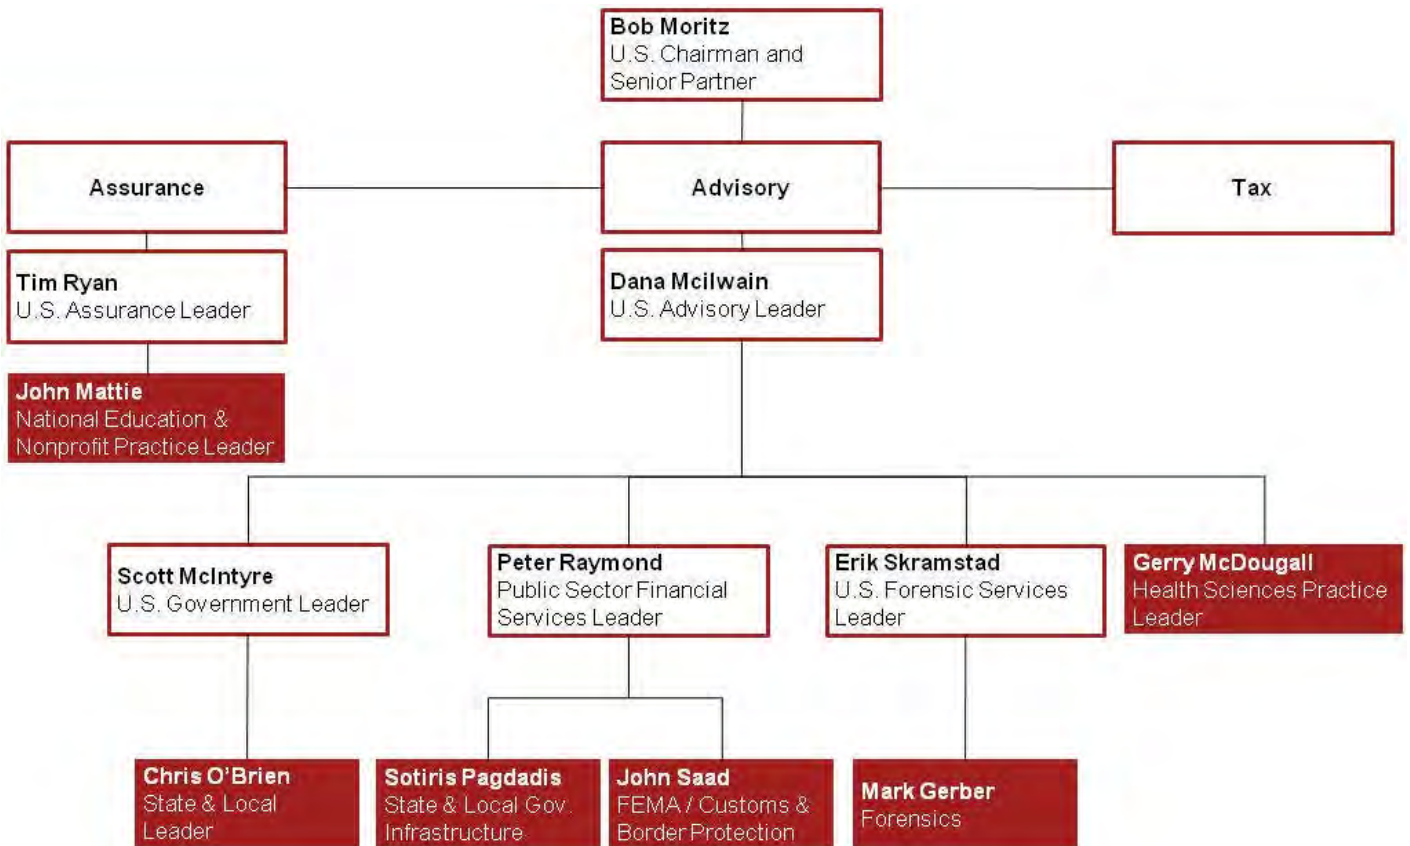 Bob Moritz
U.S. Chairman and
Senior Partner
Assurance
Advisory
Tax
Tim Ryan
U.S. Assurance Leader
Dana Mcilwain
U.S. Advisory Leader
John Mattie
National Education &
Nonprofit Practice Leader
Scott McIntyre
U.S. Government Leader
Peter Raymond
Public Sector Financial
Services Leader
Erik Skramstad
U.S. Forensic Services
Leader
Gerry McDougall
Health Sciences Practice
Leader
Chris O'Brien
State & Local
Leader
Sotiris Pagdadis
State & Local Gov.
Infrastructure
John Saad
FEMA / Customs &
Border Protection
Mark Gerber
Forensics